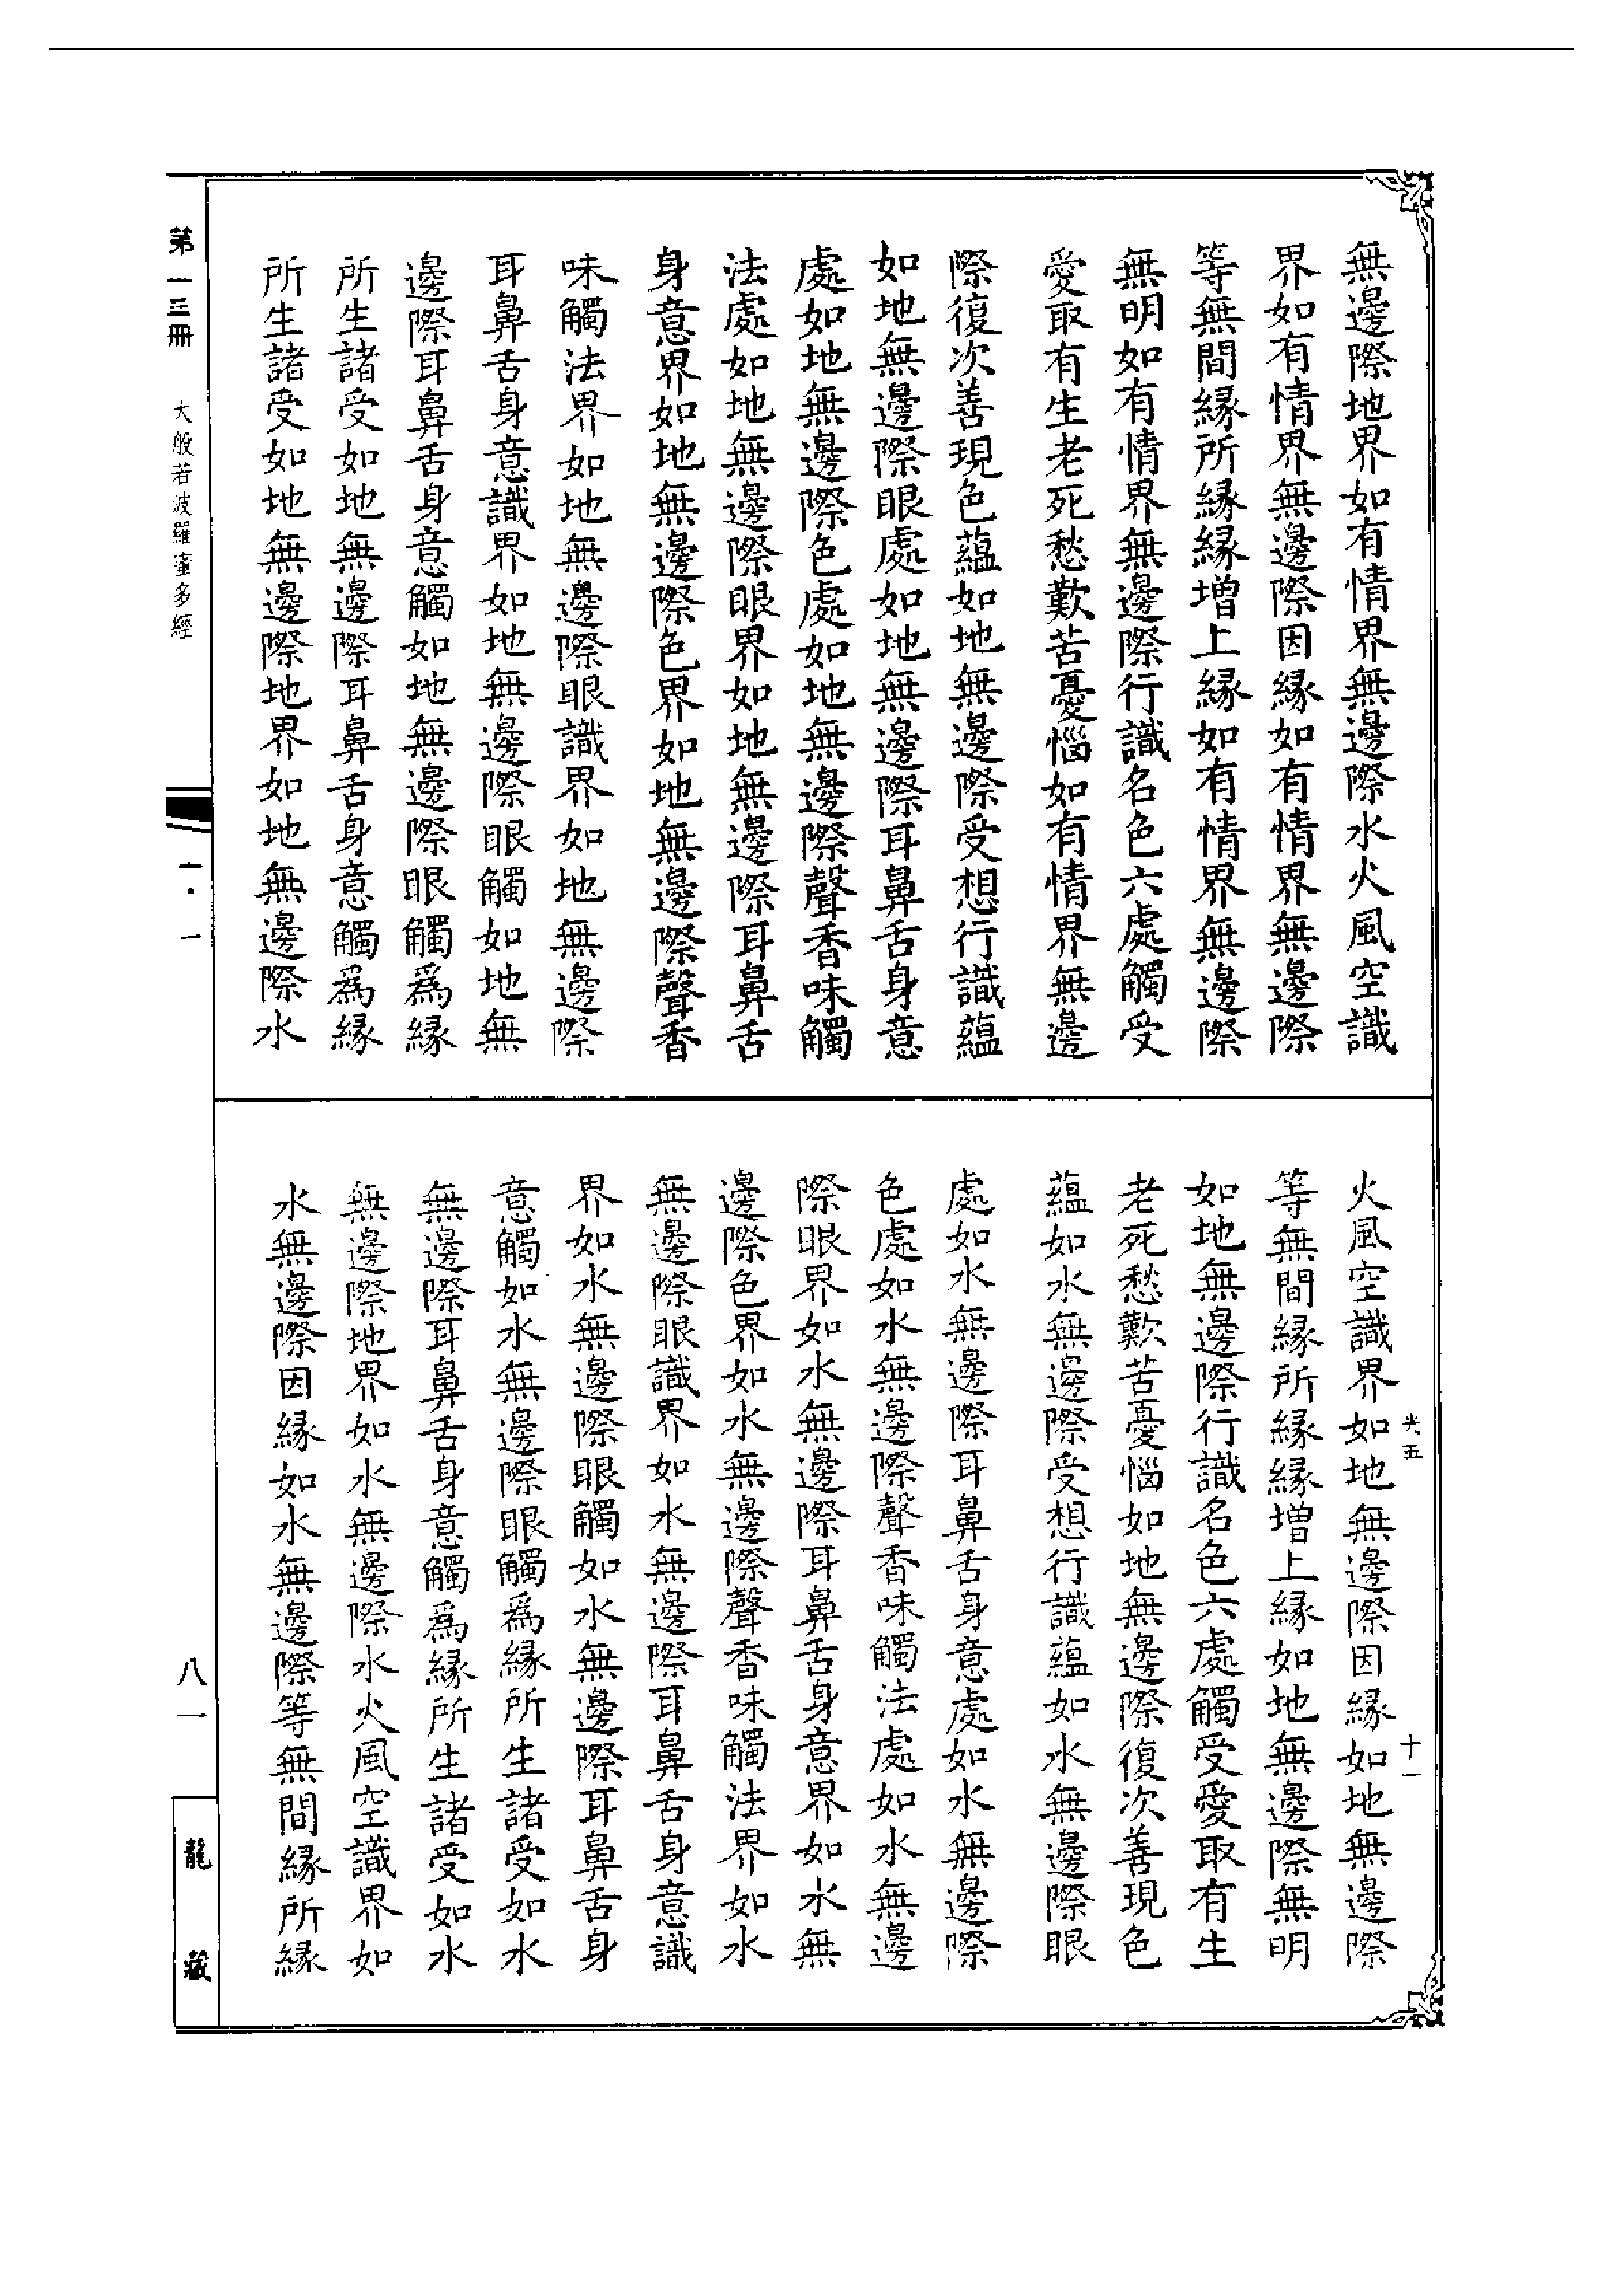 無邊際地界如有情界無邊際水火風空識
界如有情界無邊際因緣如有情界無邊際
等無間緣所緣緣增上緣如有情界無邊際
無明如有情界無邊際行識名色六處觸受
愛取有生老死愁歎苦憂惱如有情界無邊
際復次善現色蘊如地無邊際受想行識蘊
如地無邊際眼處如地無邊際耳鼻舌身意
處如地無邊際色處如地無邊際聲香味觸
法處如地無邊際眼界如地無邊際耳鼻舌
身意界如地無邊際色界如地無邊際聲香
味觸法界如地無邊際眼識界如地無邊際
耳鼻舌身意識界如地無邊際眼觸如地無
邊際耳鼻舌身意觸如地無邊際眼觸為緣
所生諸受如地無邊際耳鼻舌身意觸為緣
所生諸受如地無邊際地界如地無邊際水
火風空識界如地無邊際因緣如地無邊際
等無間緣所緣緣增上緣如地無邊際無明
如地無邊際行識名色六處觸受愛取有生
老死愁歎苦憂惱如地無邊際復次善現色
蘊如水無邊際受想行識蘊如水無邊際眼
處如水無邊際耳鼻舌身意處如水無邊際
色處如水無邊際聲香味觸法處如水無邊
際眼界如水無邊際耳鼻舌身意界如水無
邊際色界如水無邊際聲香味觸法界如水
無邊際眼識界如水無邊際耳鼻舌身意識
界如水無邊際眼觸如水無邊際耳鼻舌身
意觸如水無邊際眼觸為緣所生諸受如水
無邊際耳鼻舌身意觸為緣所生諸受如水
無邊際地界如水無邊際水火風空識界如
水無邊際因緣如水無邊際等無間緣所緣
夾五
十一
第一三冊
大般若波羅蜜多經
一·一
八一
龍藏